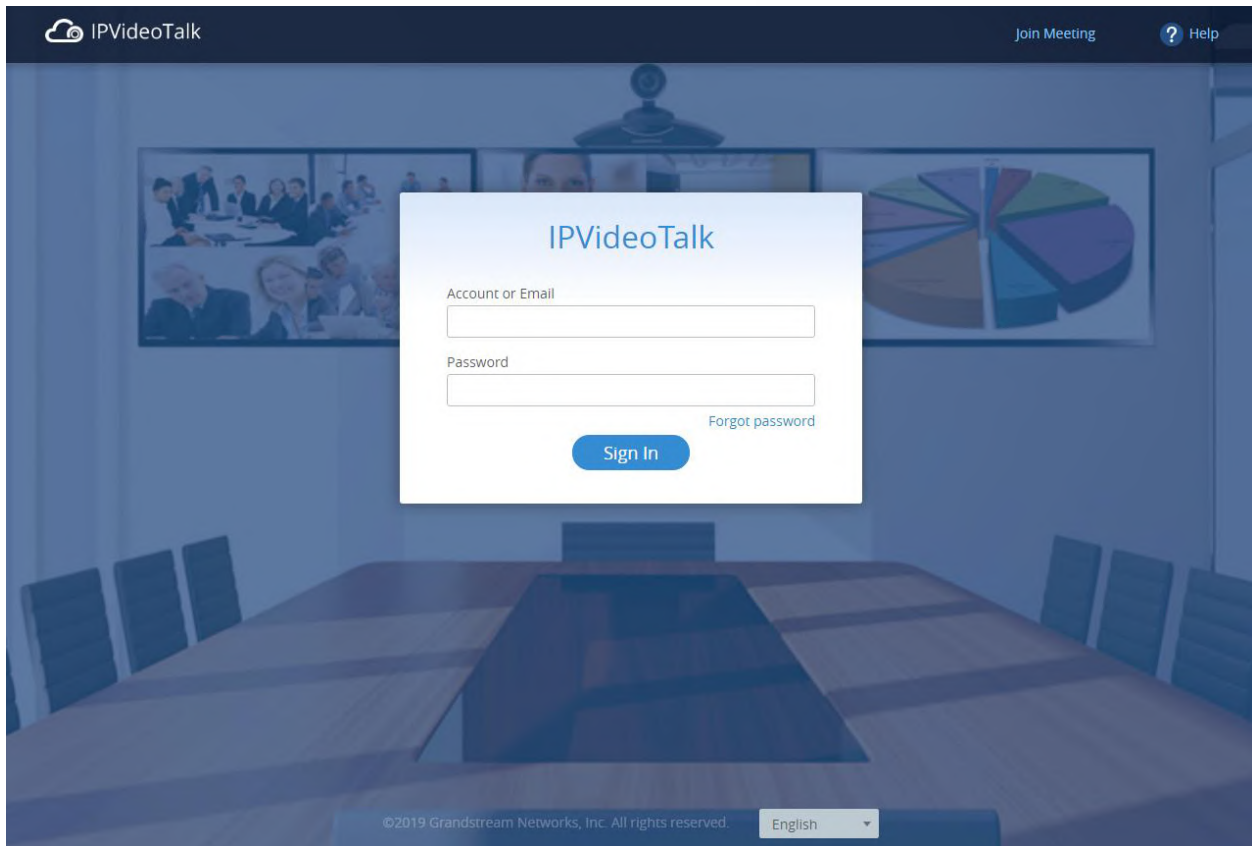 IPVideoTalk
Join Meeting
? Help
IPVideoTalk
Account or Email
Password
Forgot password
Sign In
©2019 Grandstream Networks, Inc. All rights reserved.
English